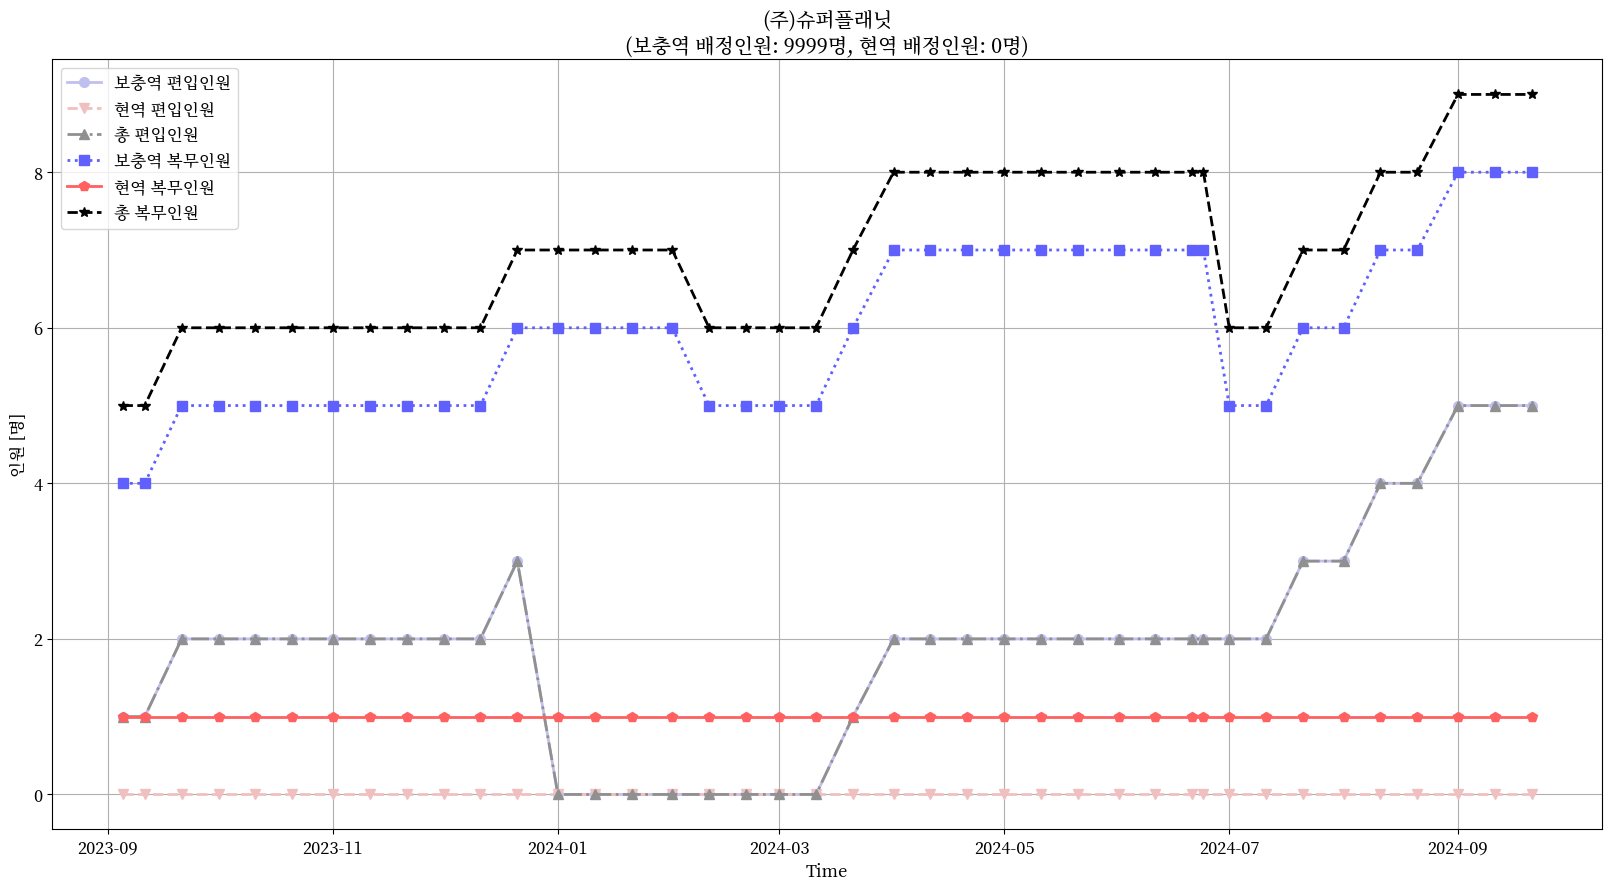 (주)슈퍼플래닛
(보충역 배정인원: 9999명, 현역 배정인원: 0명)
보충역 편입인원
현역 편입인원
총 편입인원
보충역 복무인원
현역 복무인원
총 복무인원
8
6
4
2
0
인원 [명]
2023-09
2023-11
2024-01
2024-03
2024-05
2024-07
2024-09
Time